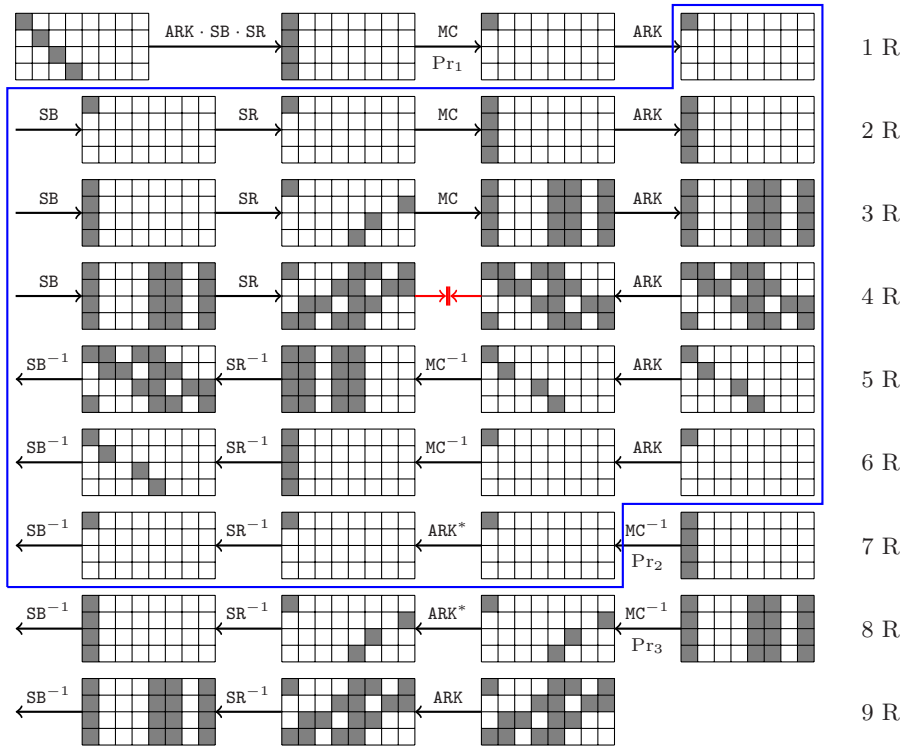 ARK · SB · SR MC Pr₁ ARK 1 R
SB SR MC ARK 2 R
SB SR MC ARK 3 R
SB SR ARK 4 R
SB⁻¹ SR⁻¹ MC⁻¹ ARK 5 R
SB⁻¹ SR⁻¹ MC⁻¹ ARK 6 R
SB⁻¹ SR⁻¹ ARK* MC⁻¹ Pr₂ 7 R
SB⁻¹ SR⁻¹ ARK* MC⁻¹ Pr₃ 8 R
SB⁻¹ SR⁻¹ ARK 9 R